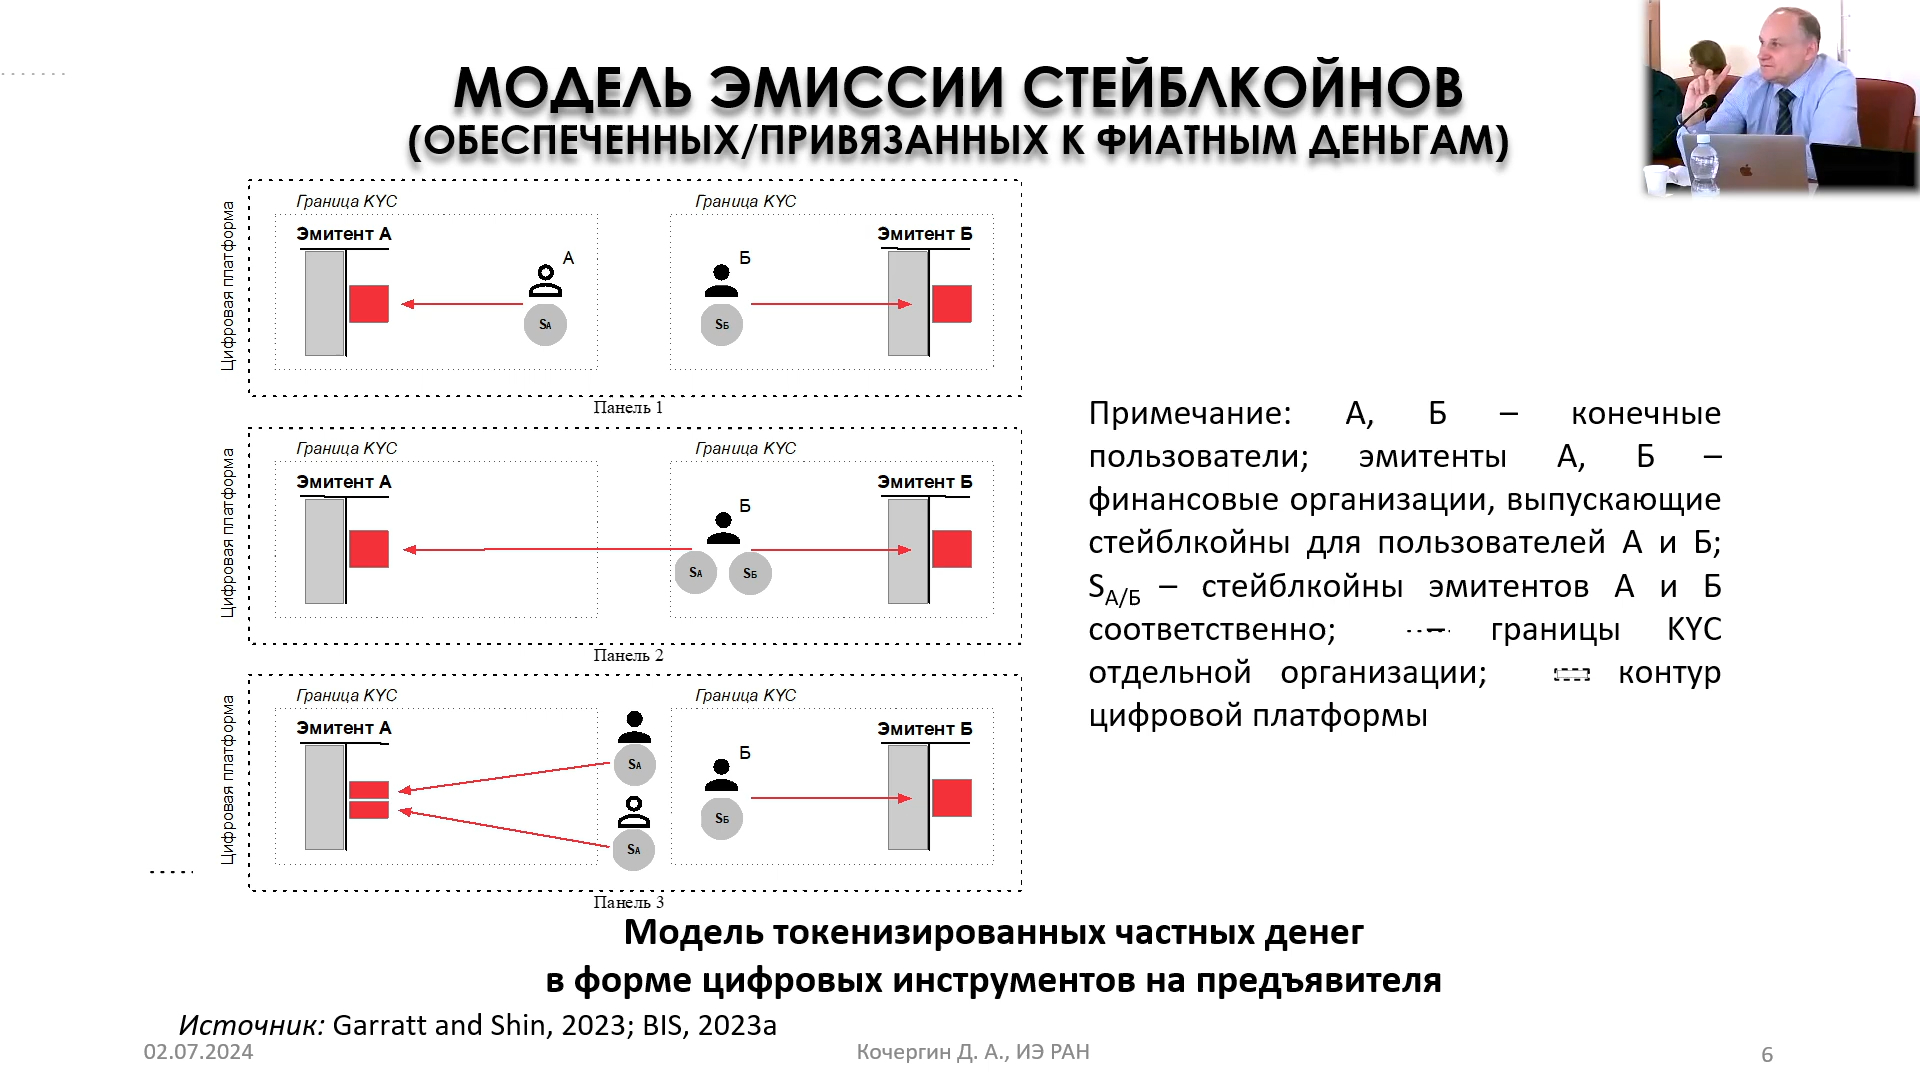 МОДЕЛЬ ЭМИССИИ СТЕЙБЛКОЙНОВ
(ОБЕСПЕЧЕННЫХ/ПРИВЯЗАННЫХ К ФИАТНЫМ ДЕНЬГАМ)
Цифровая платформа
Граница KYC
Граница KYC
Эмитент А
Эмитент Б
А
Б
SА
SБ
Панель 1
Цифровая платформа
Граница KYC
Граница KYC
Эмитент А
Эмитент Б
Б
SА
SБ
Панель 2
Цифровая платформа
Граница KYC
Граница KYC
Эмитент А
Эмитент Б
Б
SА
SБ
SА
Панель 3
Примечание: А, Б – конечные
пользователи; эмитенты А, Б –
финансовые организации, выпускающие
стейблкойны для пользователей А и Б;
SА/Б – стейблкойны эмитентов А и Б
соответственно; – границы KYC
отдельной организации; контур
цифровой платформы
Модель токенизированных частных денег
в форме цифровых инструментов на предъявителя
Источник: Garratt and Shin, 2023; BIS, 2023a
02.07.2024
Кочергин Д. А., ИЭ РАН
6